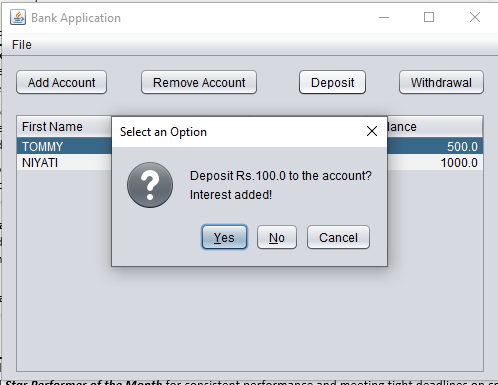 Bank Application
File
Add Account Remove Account Deposit Withdrawal
First Name lance
Select an Option
TOMMY 500.0
NIYATI 1000.0
Deposit Rs.100.0 to the account?
Interest added!
Yes No Cancel
Star Performer of the Month for consistent performance and meeting tight deadlines on